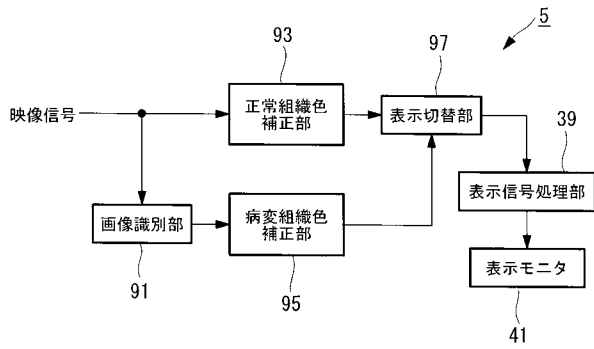 5
93
97
映像信号
正常組織色
補正部
表示切替部
39
表示信号処理部
画像識別部
病変組織色
補正部
表示モニタ
91
95
41